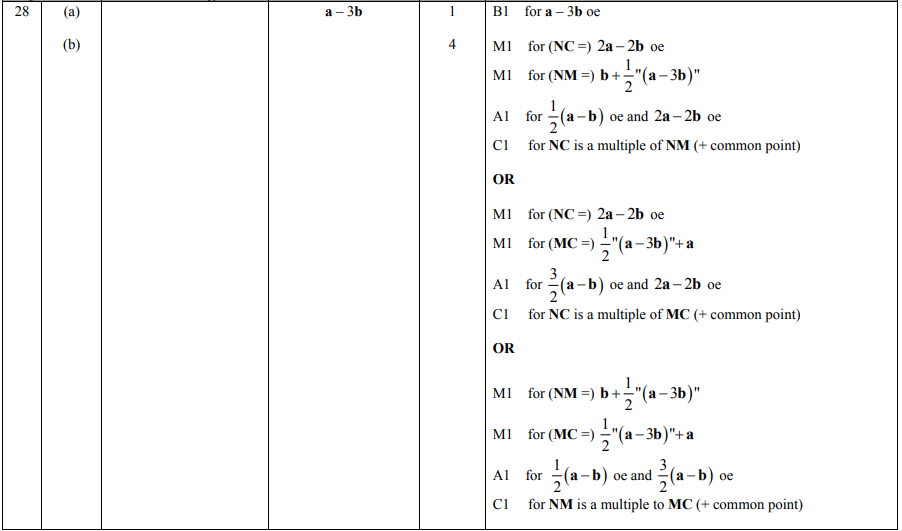 28 (a) a – 3b 1 B1 for a – 3b oe
(b) 4 M1 for (NC =) 2a – 2b oe
M1 for (NM =) b + 1/2 "(a – 3b)"
A1 for 1/2 (a – b) oe and 2a – 2b oe
C1 for NC is a multiple of NM (+ common point)
OR
M1 for (NC =) 2a – 2b oe
M1 for (MC =) 1/2 "(a – 3b)"+ a
A1 for 3/2 (a – b) oe and 2a – 2b oe
C1 for NC is a multiple of MC (+ common point)
OR
M1 for (NM =) b + 1/2 "(a – 3b)"
M1 for (MC =) 1/2 "(a – 3b)"+ a
A1 for 1/2 (a – b) oe and 3/2 (a – b) oe
C1 for NM is a multiple to MC (+ common point)